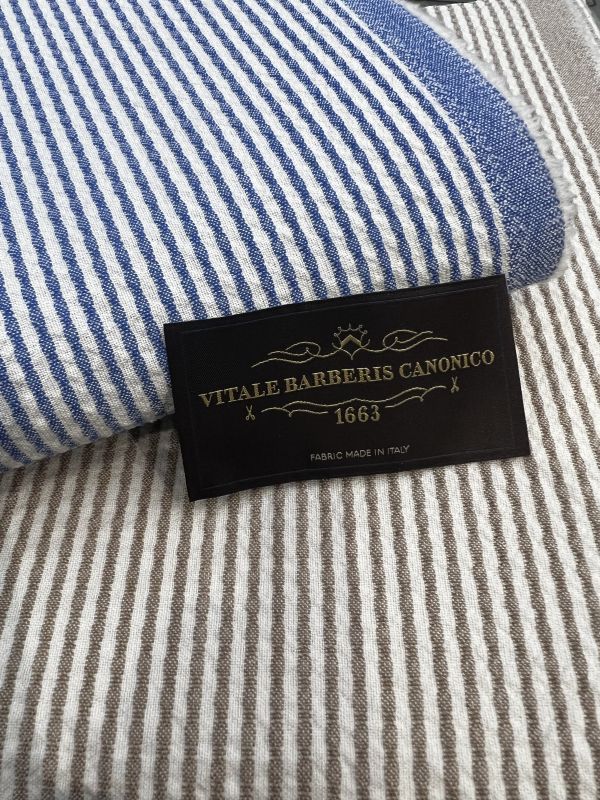 VITALE BARBERIS CANONICO
1663
FABRIC MADE IN ITALY